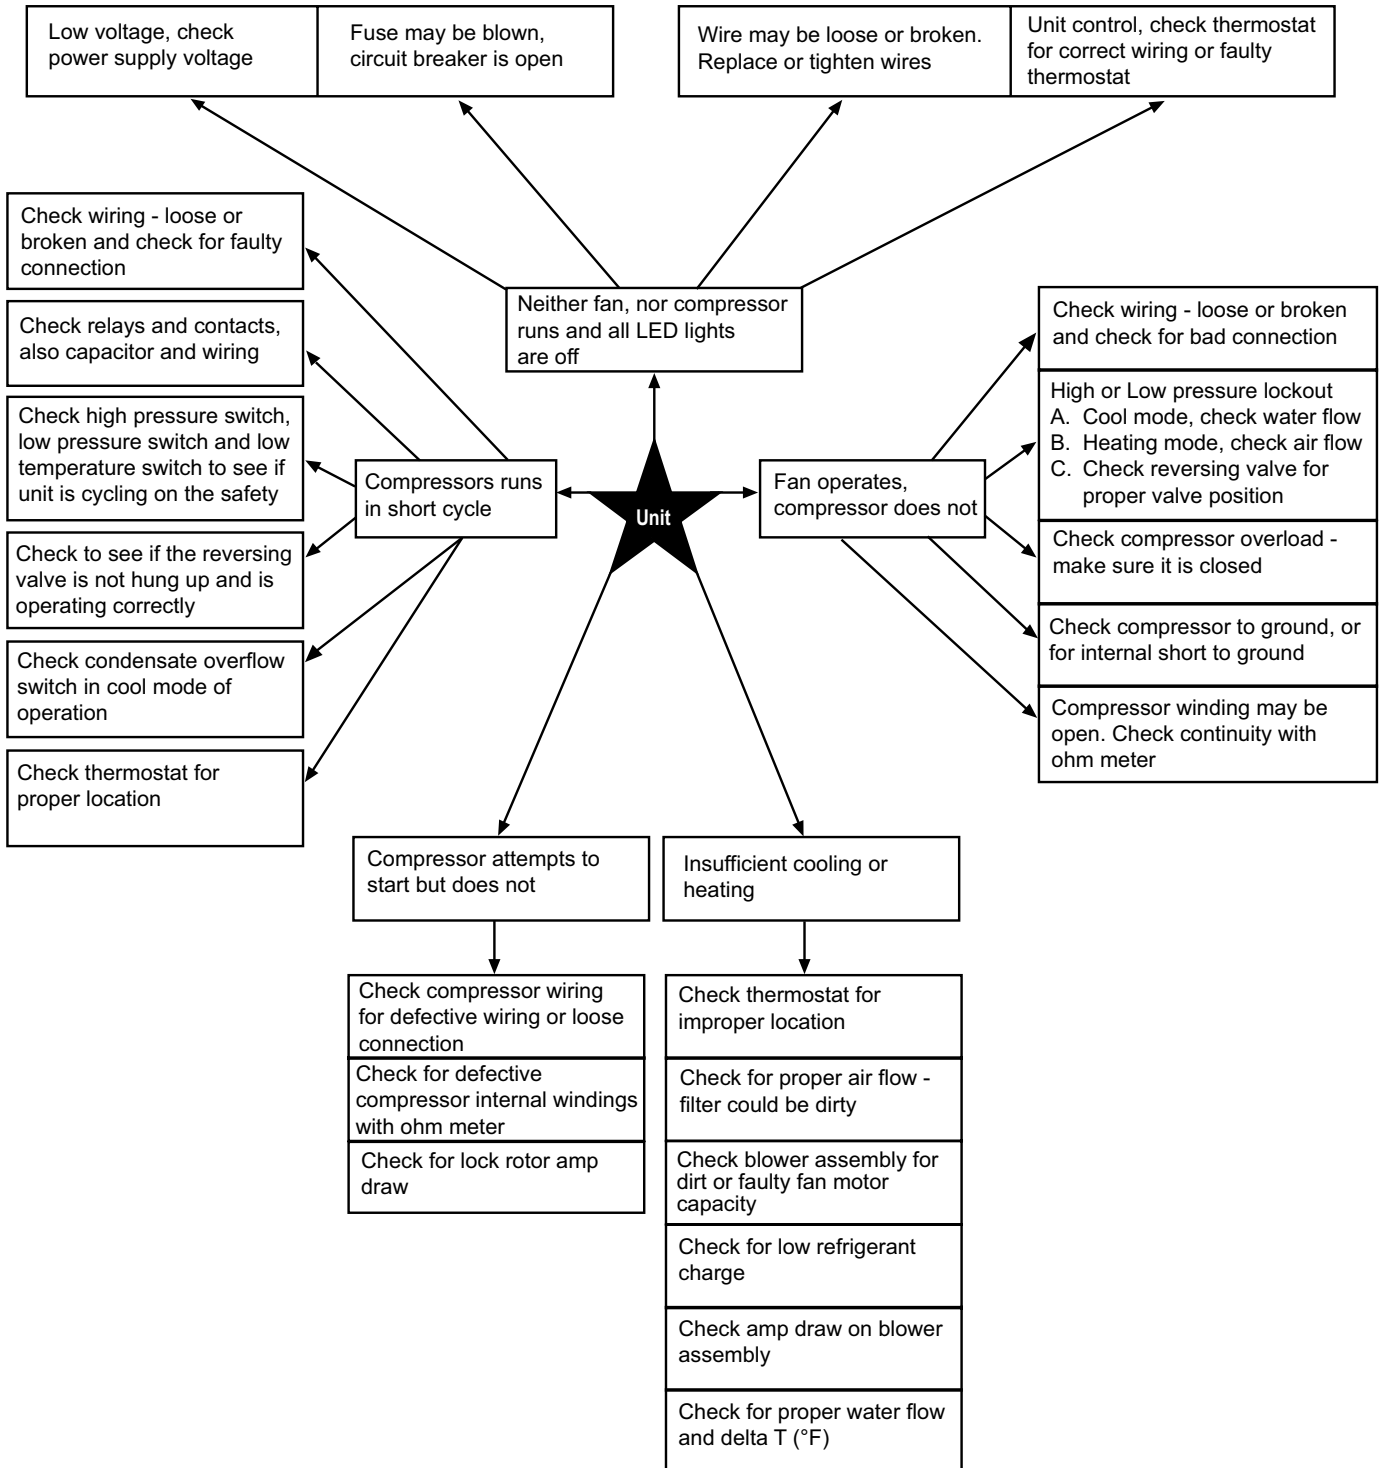 Low voltage, check
power supply voltage
Fuse may be blown,
circuit breaker is open
Wire may be loose or broken.
Replace or tighten wires
Unit control, check thermostat
for correct wiring or faulty
thermostat
Neither fan, nor compressor
runs and all LED lights
are off
Check wiring - loose or
broken and check for faulty
connection
Check relays and contacts,
also capacitor and wiring
Check high pressure switch,
low pressure switch and low
temperature switch to see if
unit is cycling on the safety
Check to see if the reversing
valve is not hung up and is
operating correctly
Check condensate overflow
switch in cool mode of
operation
Check thermostat for
proper location
Compressors runs
in short cycle
Unit
Fan operates,
compressor does not
Check wiring - loose or broken
and check for bad connection
High or Low pressure lockout
A. Cool mode, check water flow
B. Heating mode, check air flow
C. Check reversing valve for
proper valve position
Check compressor overload -
make sure it is closed
Check compressor to ground, or
for internal short to ground
Compressor winding may be
open. Check continuity with
ohm meter
Compressor attempts to
start but does not
Check compressor wiring
for defective wiring or loose
connection
Check for defective
compressor internal windings
with ohm meter
Check for lock rotor amp
draw
Insufficient cooling or
heating
Check thermostat for
improper location
Check for proper air flow -
filter could be dirty
Check blower assembly for
dirt or faulty fan motor
capacity
Check for low refrigerant
charge
Check amp draw on blower
assembly
Check for proper water flow
and delta T (°F)